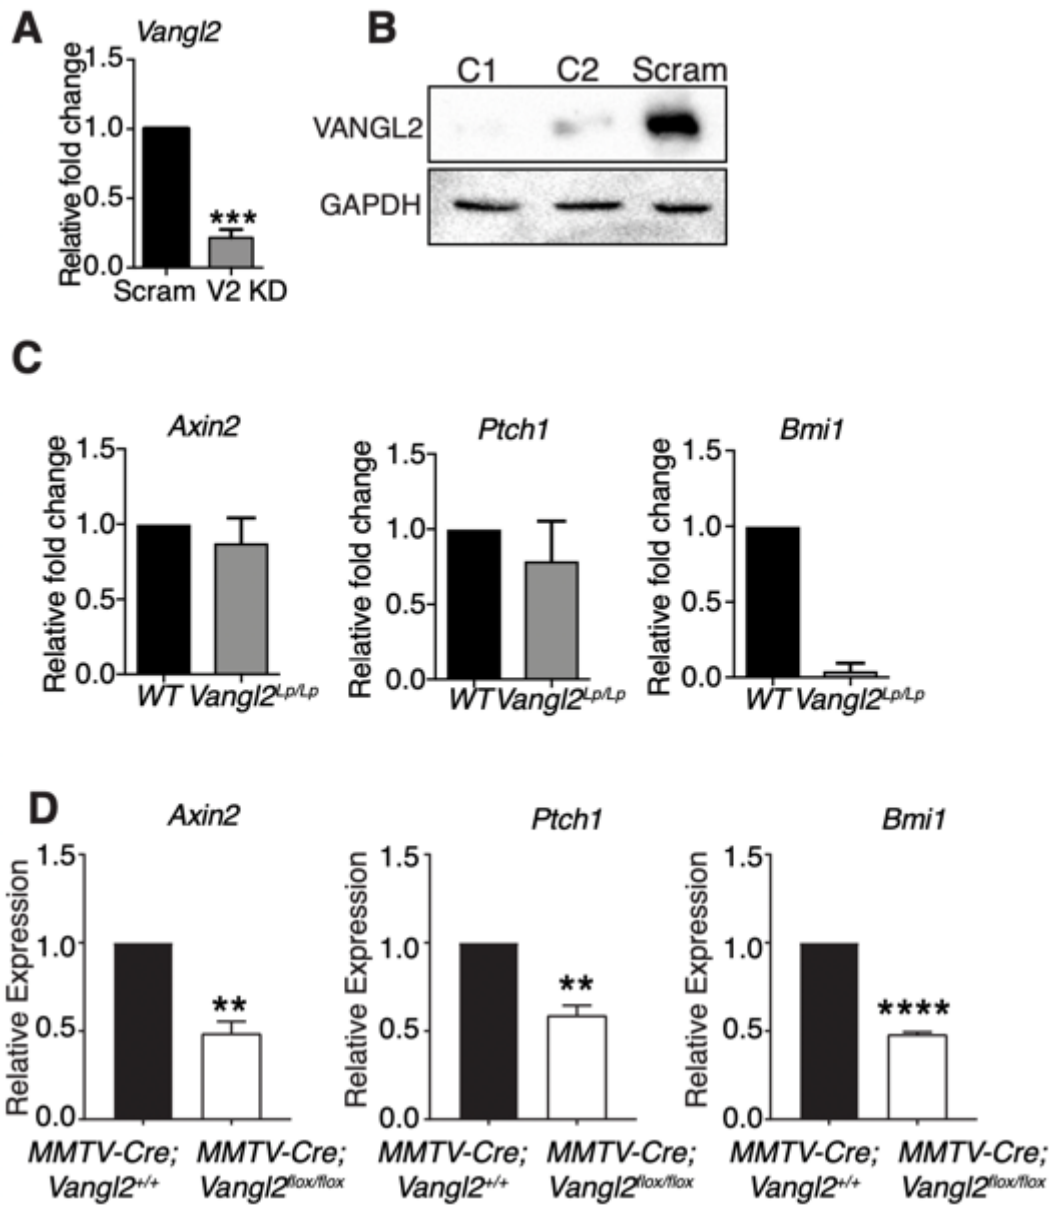 A
Vangl2
Relative fold change
1.5
1.0
0.5
0.0
***
Scram V2 KD
B
C1 C2 Scram
VANGL2
GAPDH
C
Axin2
Relative fold change
1.5
1.0
0.5
0.0
WT Vangl2Lp/Lp
Ptch1
Relative fold change
1.5
1.0
0.5
0.0
WT Vangl2Lp/Lp
Bmi1
Relative fold change
1.5
1.0
0.5
0.0
WT Vangl2Lp/Lp
D
Axin2
Relative Expression
1.5
1.0
0.5
0.0
**
MMTV-Cre; MMTV-Cre;
Vangl2+/+ Vangl2flox/flox
Ptch1
Relative Expression
1.5
1.0
0.5
0.0
**
MMTV-Cre; MMTV-Cre;
Vangl2+/+ Vangl2flox/flox
Bmi1
Relative Expression
1.5
1.0
0.5
0.0
****
MMTV-Cre; MMTV-Cre;
Vangl2+/+ Vangl2flox/flox